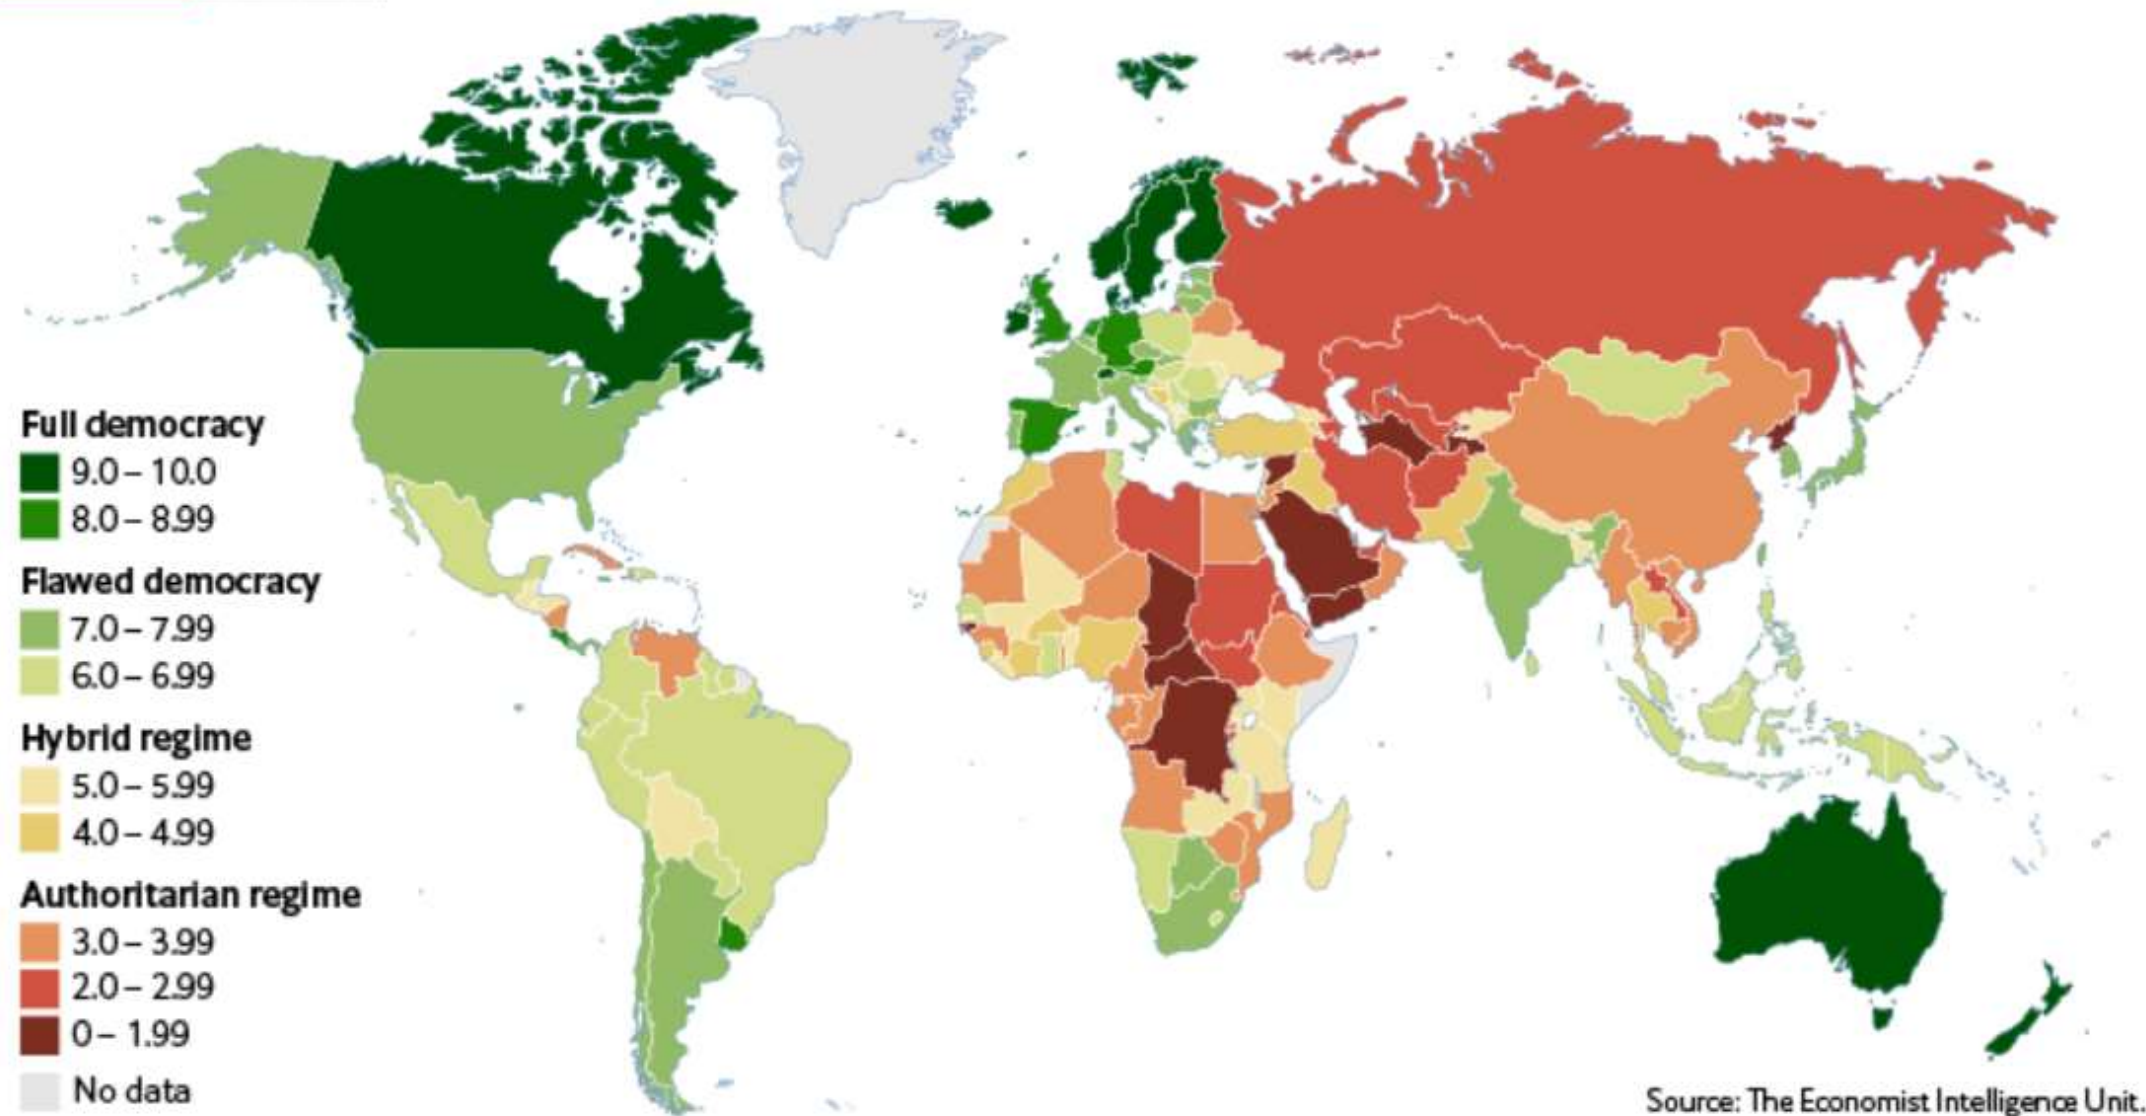 Full democracy
9.0 – 10.0
8.0 – 8.99
Flawed democracy
7.0 – 7.99
6.0 – 6.99
Hybrid regime
5.0 – 5.99
4.0 – 4.99
Authoritarian regime
3.0 – 3.99
2.0 – 2.99
0 – 1.99
No data
Source: The Economist Intelligence Unit.